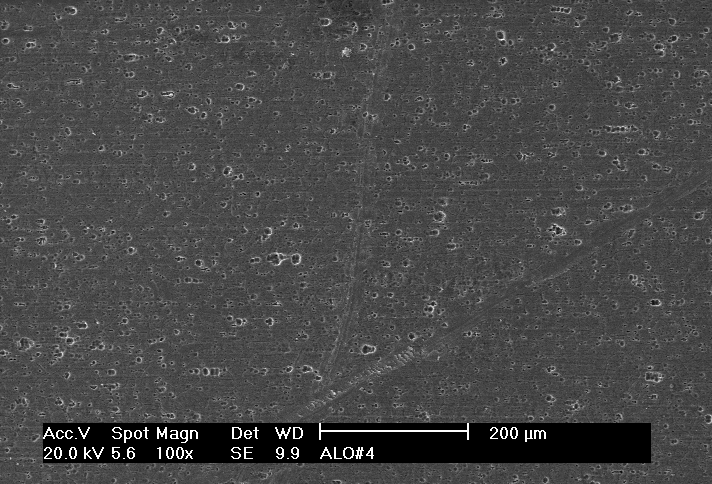 Acc.V Spot Magn Det WD 200 µm
20.0 kV 5.6 100x SE 9.9 ALO#4